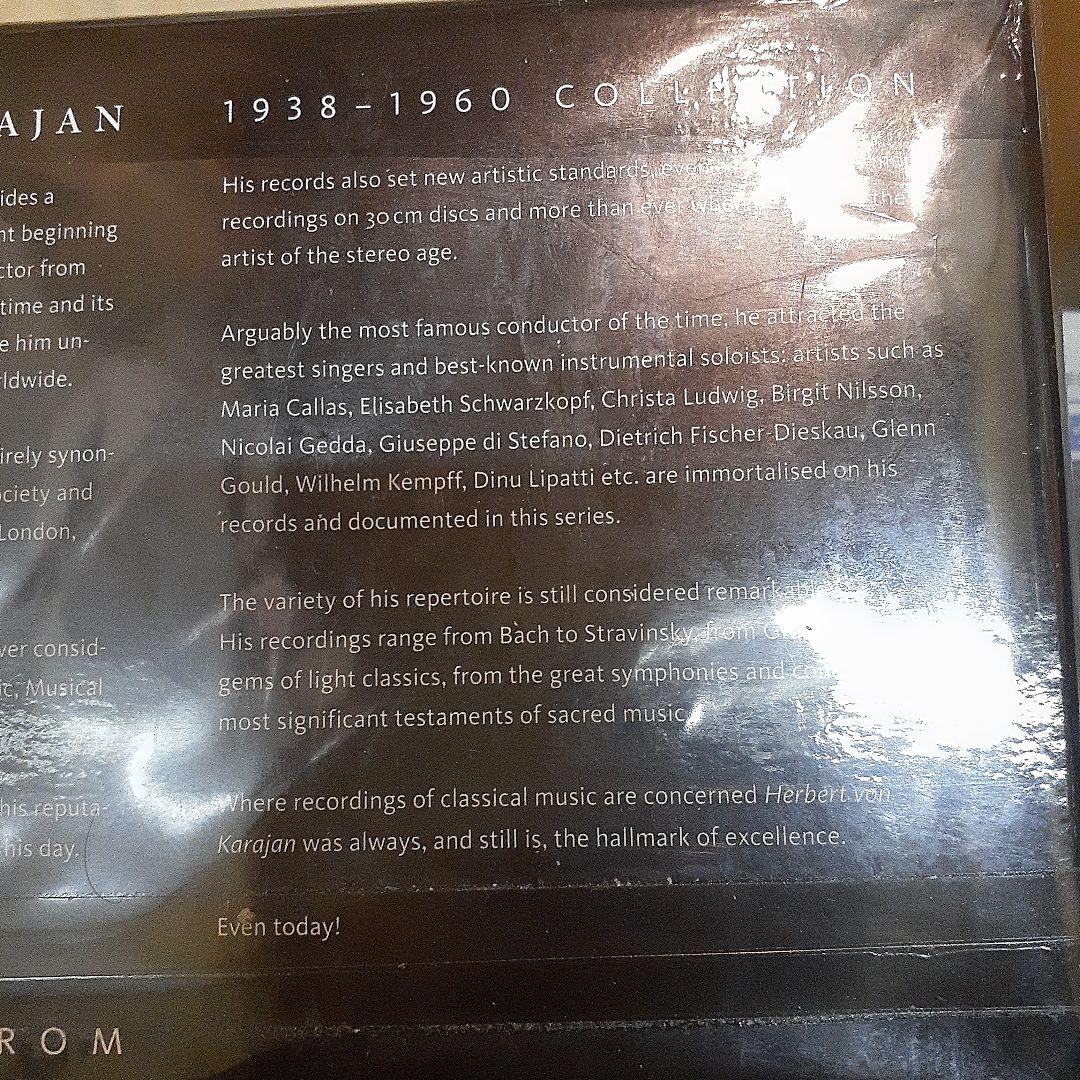 AJAN
1938–1960 COLLECTION
ides a
nt beginning
ctor from
time and its
e him un-
rldwide.
irely synon-
ociety and
London,
ver consid-
ic, Musical
his reputa-
his day.
ROM
His records also set new artistic standards, even
recordings on 30 cm discs and more than ever the
artist of the stereo age.
Arguably the most famous conductor of the time, he attracted the
greatest singers and best-known instrumental soloists: artists such as
Maria Callas, Elisabeth Schwarzkopf, Christa Ludwig, Birgit Nilsson,
Nicolai Gedda, Giuseppe di Stefano, Dietrich Fischer-Dieskau, Glenn
Gould, Wilhelm Kempff, Dinu Lipatti etc. are immortalised on his
records and documented in this series.
The variety of his repertoire is still considered
His recordings range from Bach to Stravinsky, from
gems of light classics, from the great symphonies and
most significant testaments of sacred music.
Where recordings of classical music are concerned Herbert von
Karajan was always, and still is, the hallmark of excellence.
Even today!